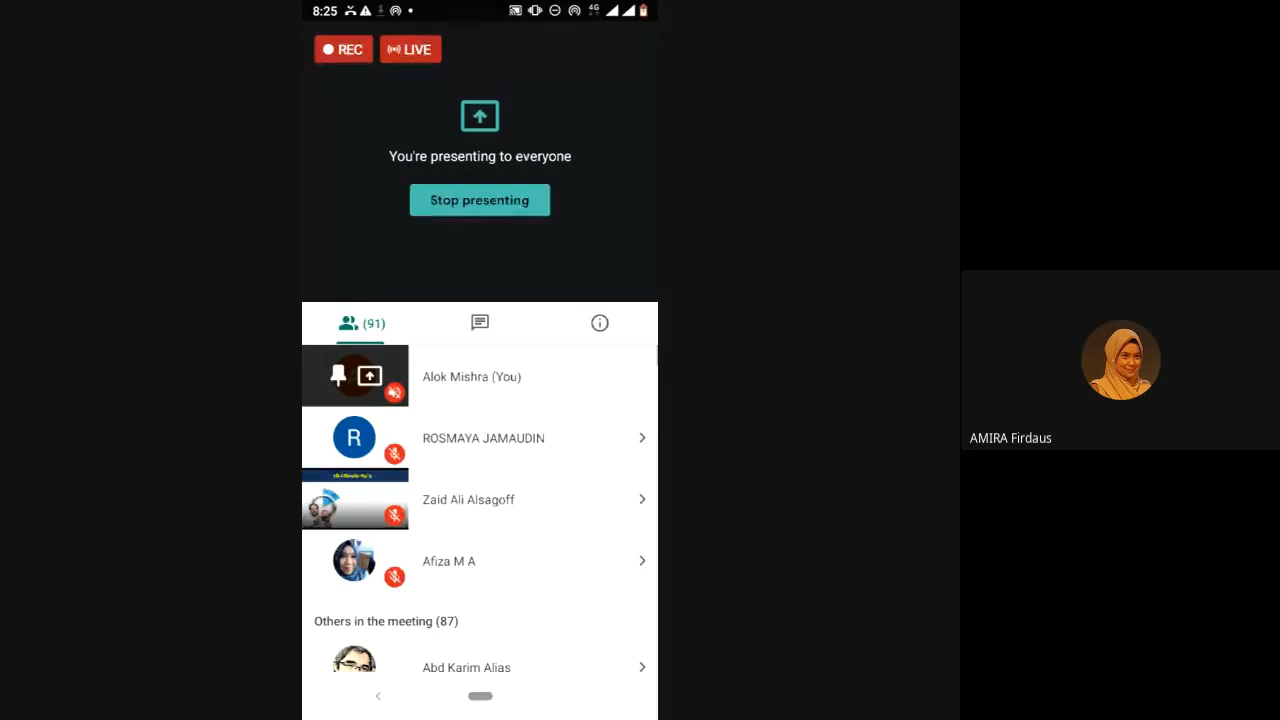 8:25
4G
REC
LIVE
You're presenting to everyone
Stop presenting
(91)
Alok Mishra (You)
R
ROSMAYA JAMAUDIN
Zaid Ali Alsagoff
Afiza M A
Others in the meeting (87)
Abd Karim Alias
AMIRA Firdaus